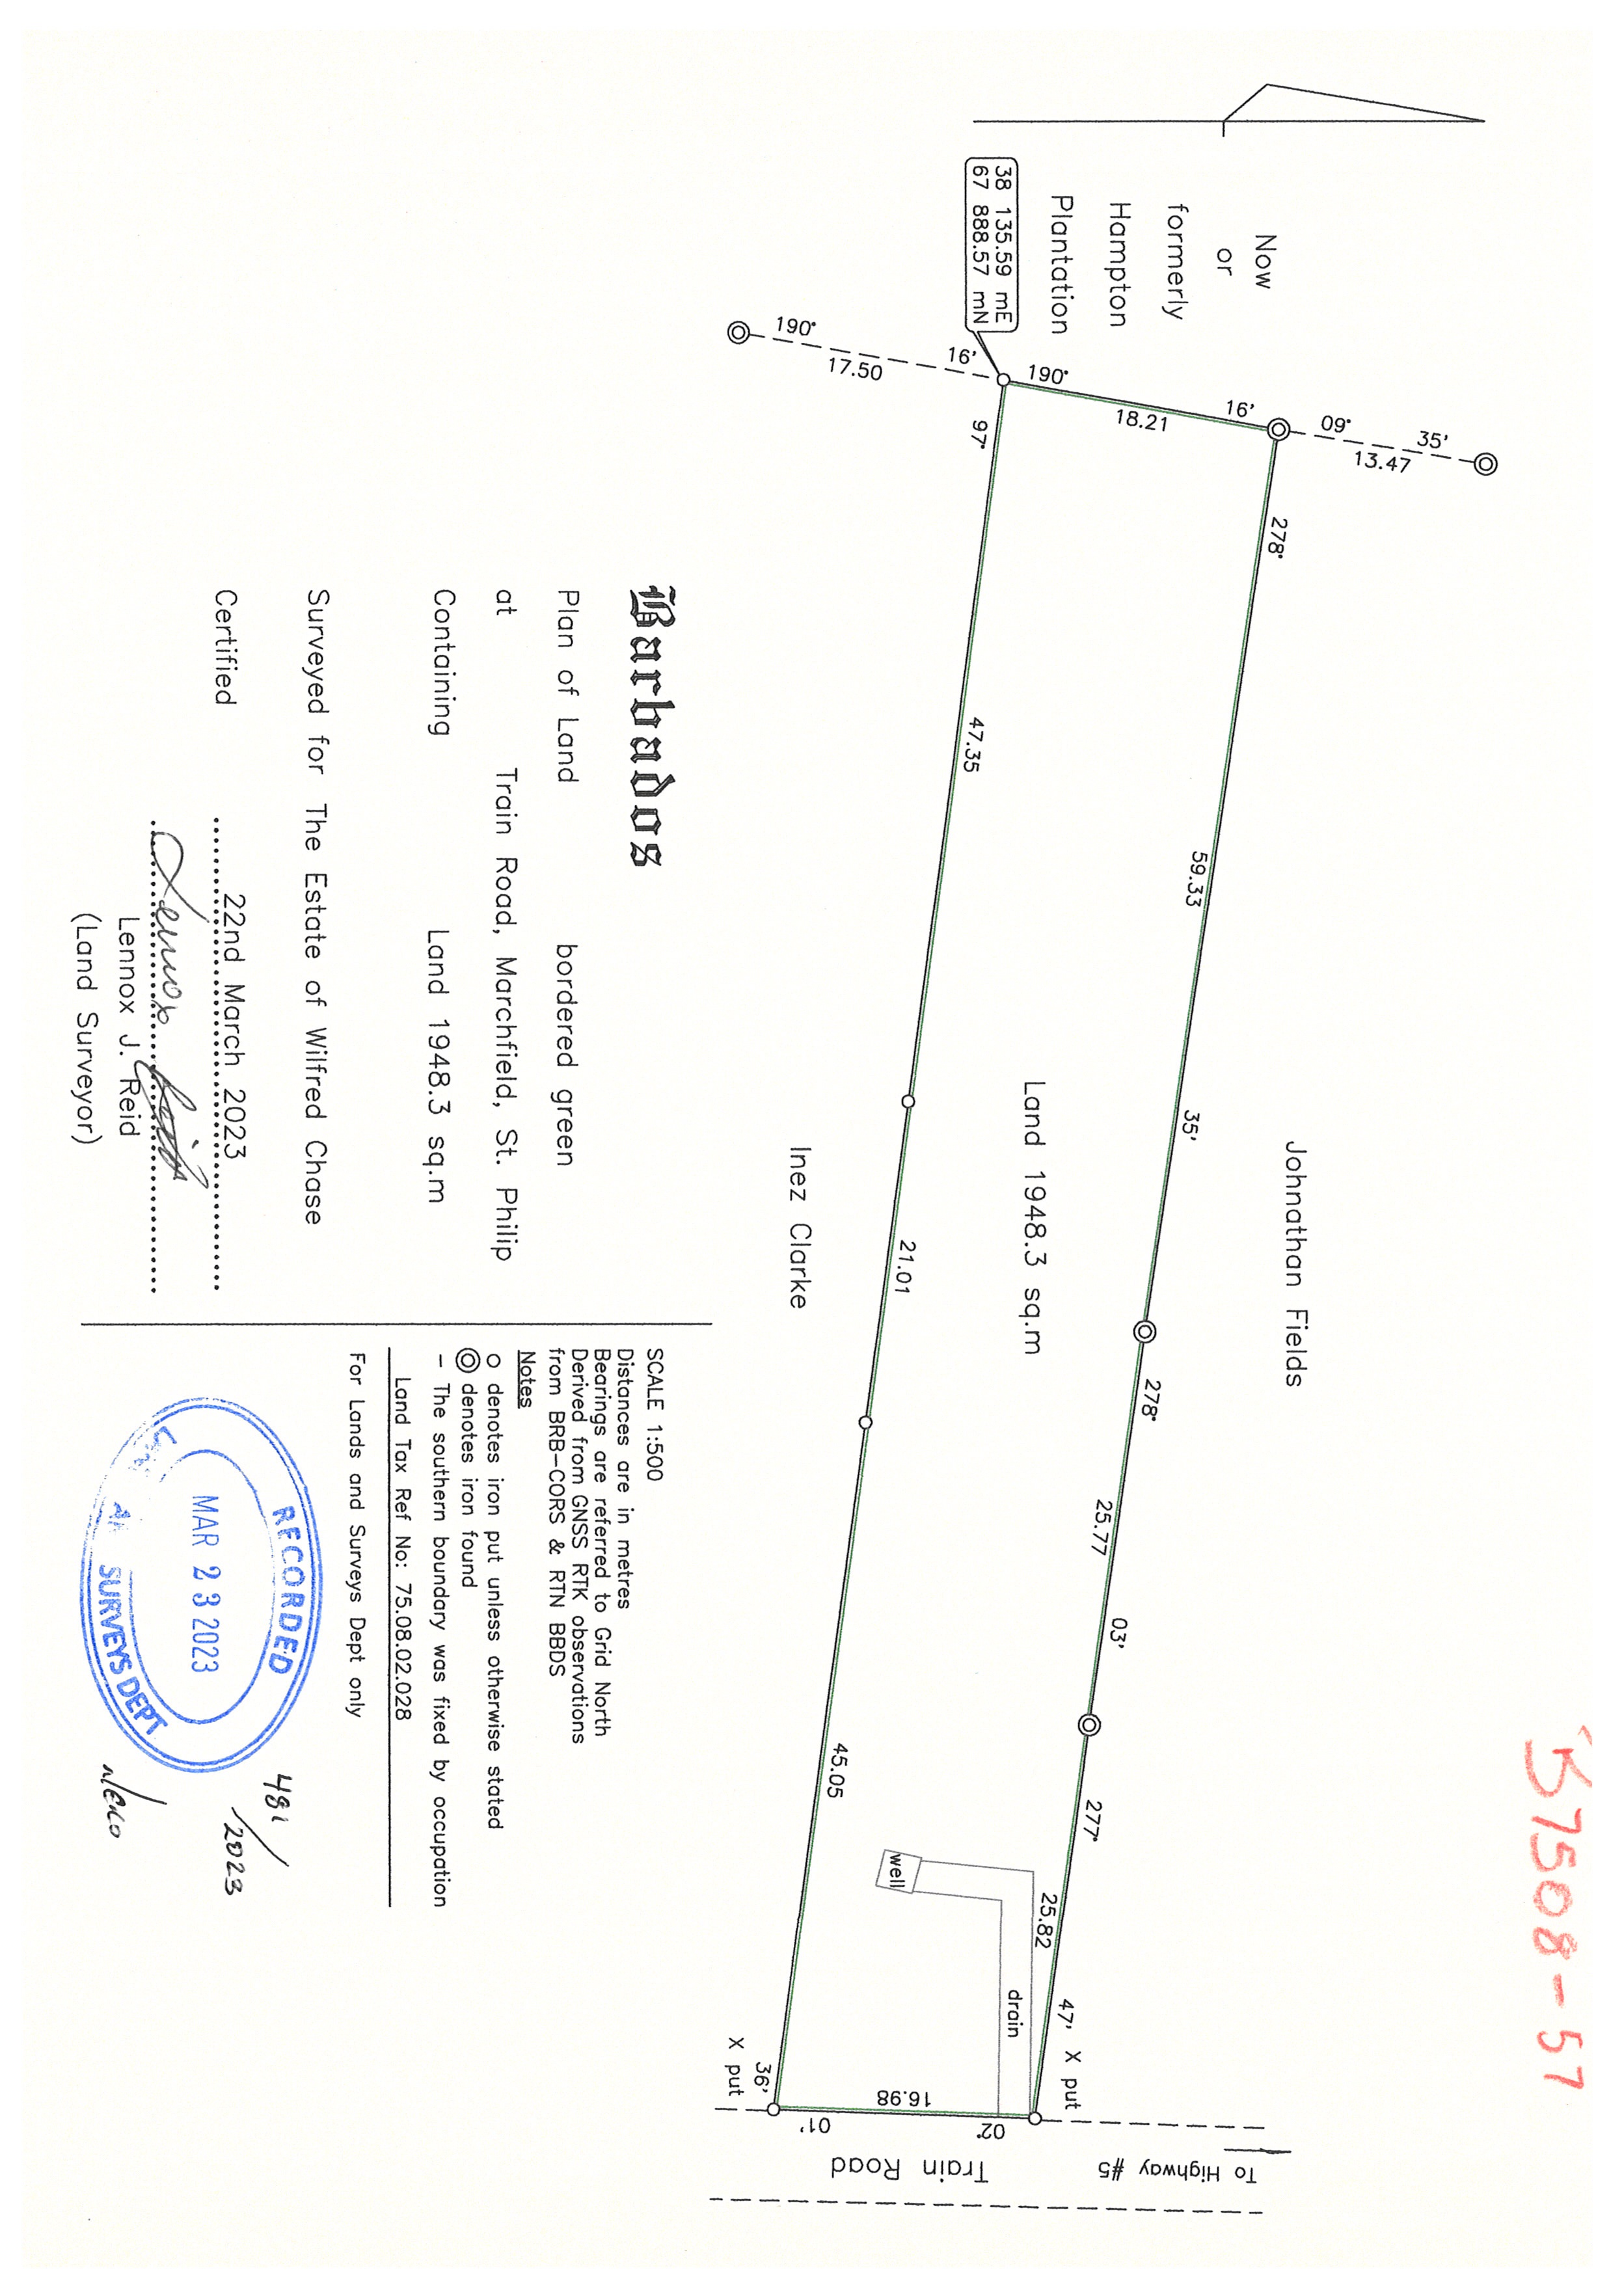 Now
or
formerly
Hampton
Plantation
38 135.59 mE
67 888.57 mN
190° 16'
17.50
190° 16'
18.21
09° 35'
13.47
278° 35'
59.33
278° 03'
25.77
277° 47'
25.82
X put
97° 36'
47.35
21.01
45.05
X put
02° 01'
16.98
Johnathan Fields
Land 1948.3 sq.m
Inez Clarke
well
drain
Train Road
To Highway #5
Barbados
Plan of Land bordered green
at Train Road, Marchfield, St. Philip
Containing Land 1948.3 sq.m
Surveyed for The Estate of Wilfred Chase
Certified 22nd March 2023
Lennox J. Reid
(Land Surveyor)
SCALE 1:500
Distances are in metres
Bearings are referred to Grid North
Derived from GNSS RTK observations
from BRB-CORS & RTN BBDS
Notes
o denotes iron put unless otherwise stated
◎ denotes iron found
- The southern boundary was fixed by occupation
Land Tax Ref No: 75.08.02.028
For Lands and Surveys Dept only
RECORDED
MAR 23 2023
SURVEYS DEPT
481/2023
7508-57